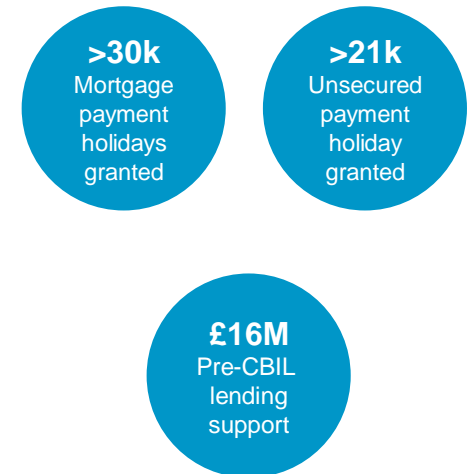 >30k
Mortgage
payment
holidays
granted
>21k
Unsecured
payment
holiday
granted
£16M
Pre-CBIL
lending
support